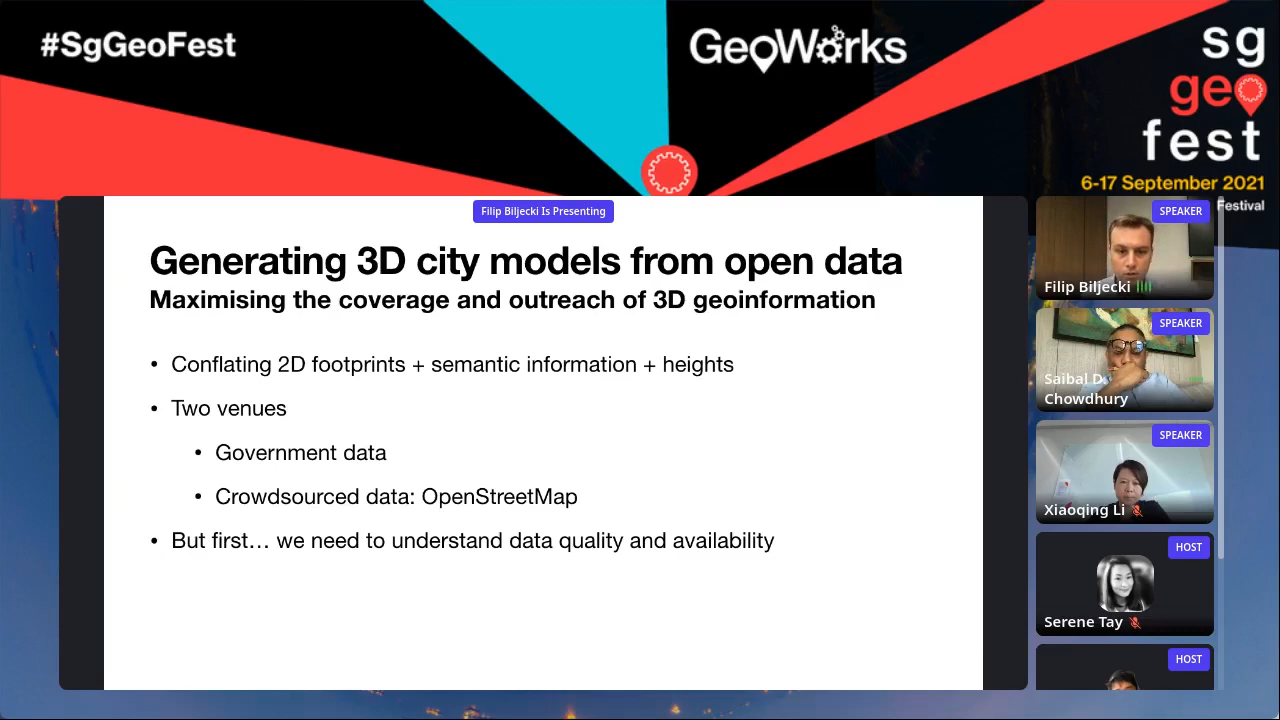 #SgGeoFest
GeoWorks
sg
geo
fest
6-17 September 2021
Festival
Filip Biljecki Is Presenting
Generating 3D city models from open data
Maximising the coverage and outreach of 3D geoinformation
• Conflating 2D footprints + semantic information + heights
• Two venues
• Government data
• Crowdsourced data: OpenStreetMap
• But first… we need to understand data quality and availability
SPEAKER
Filip Biljecki
SPEAKER
Saibal D.
Chowdhury
SPEAKER
Xiaoqing Li
HOST
Serene Tay
HOST